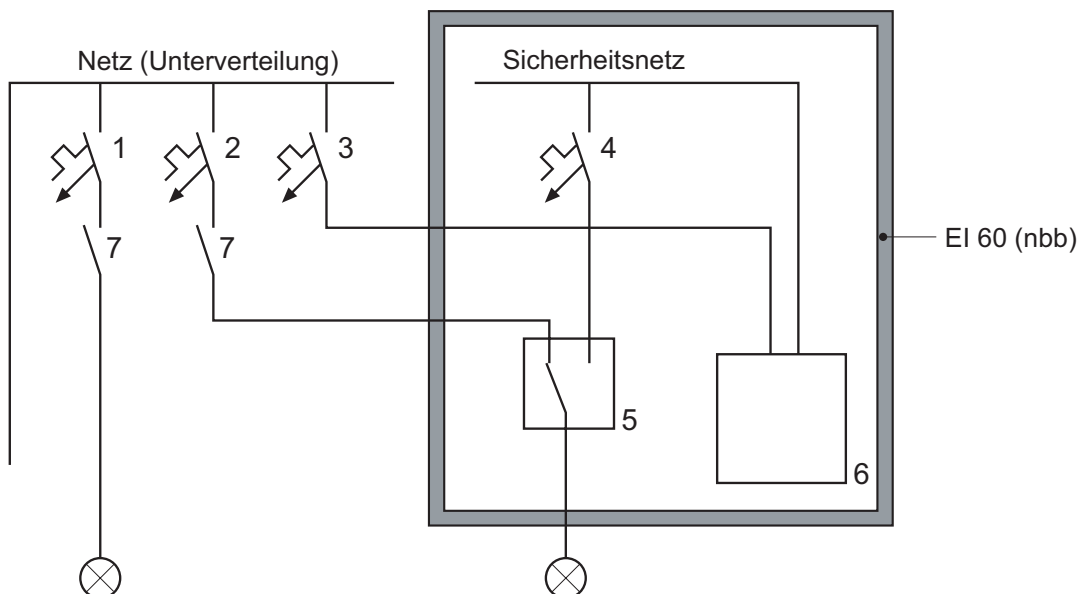 Netz (Unterverteilung)
Sicherheitsnetz
1
2
3
4
7
7
EI 60 (nbb)
5
6